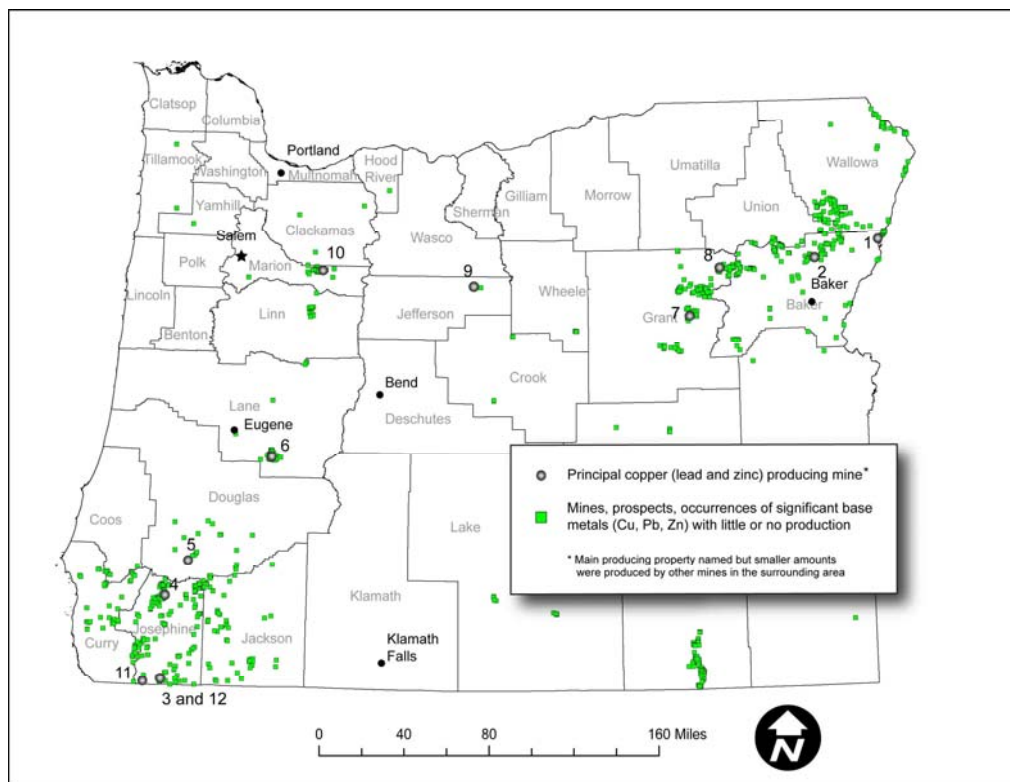 Clatsop
Columbia
Tillamook
Washington
Portland
Multnomah
Hood
River
Yamhill
Clackamas
Salem
Polk
Marion
10
Lincoln
Benton
Linn
Wasco
Sherman
Gilliam
Morrow
Umatilla
Union
Wallowa
1
2
Baker
Baker
8
9
Jefferson
Wheele
Grant
7
Crook
Bend
Deschutes
Lane
Eugene
6
Douglas
Coos
5
4
Josephine
Curry
Jackson
11
3 and 12
Klamath
Klamath
Falls
Lake
Principal copper (lead and zinc) producing mine*
Mines, prospects, occurrences of significant base
metals (Cu, Pb, Zn) with little or no production
* Main producing property named but smaller amounts
were produced by other mines in the surrounding area
0 40 80 160 Miles
N